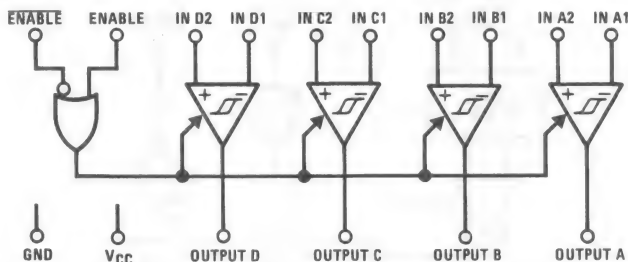 ENABLE ENABLE IN D2 IN D1 IN C2 IN C1 IN B2 IN B1 IN A2 IN A1
+ − + − + − + −
GND VCC OUTPUT D OUTPUT C OUTPUT B OUTPUT A